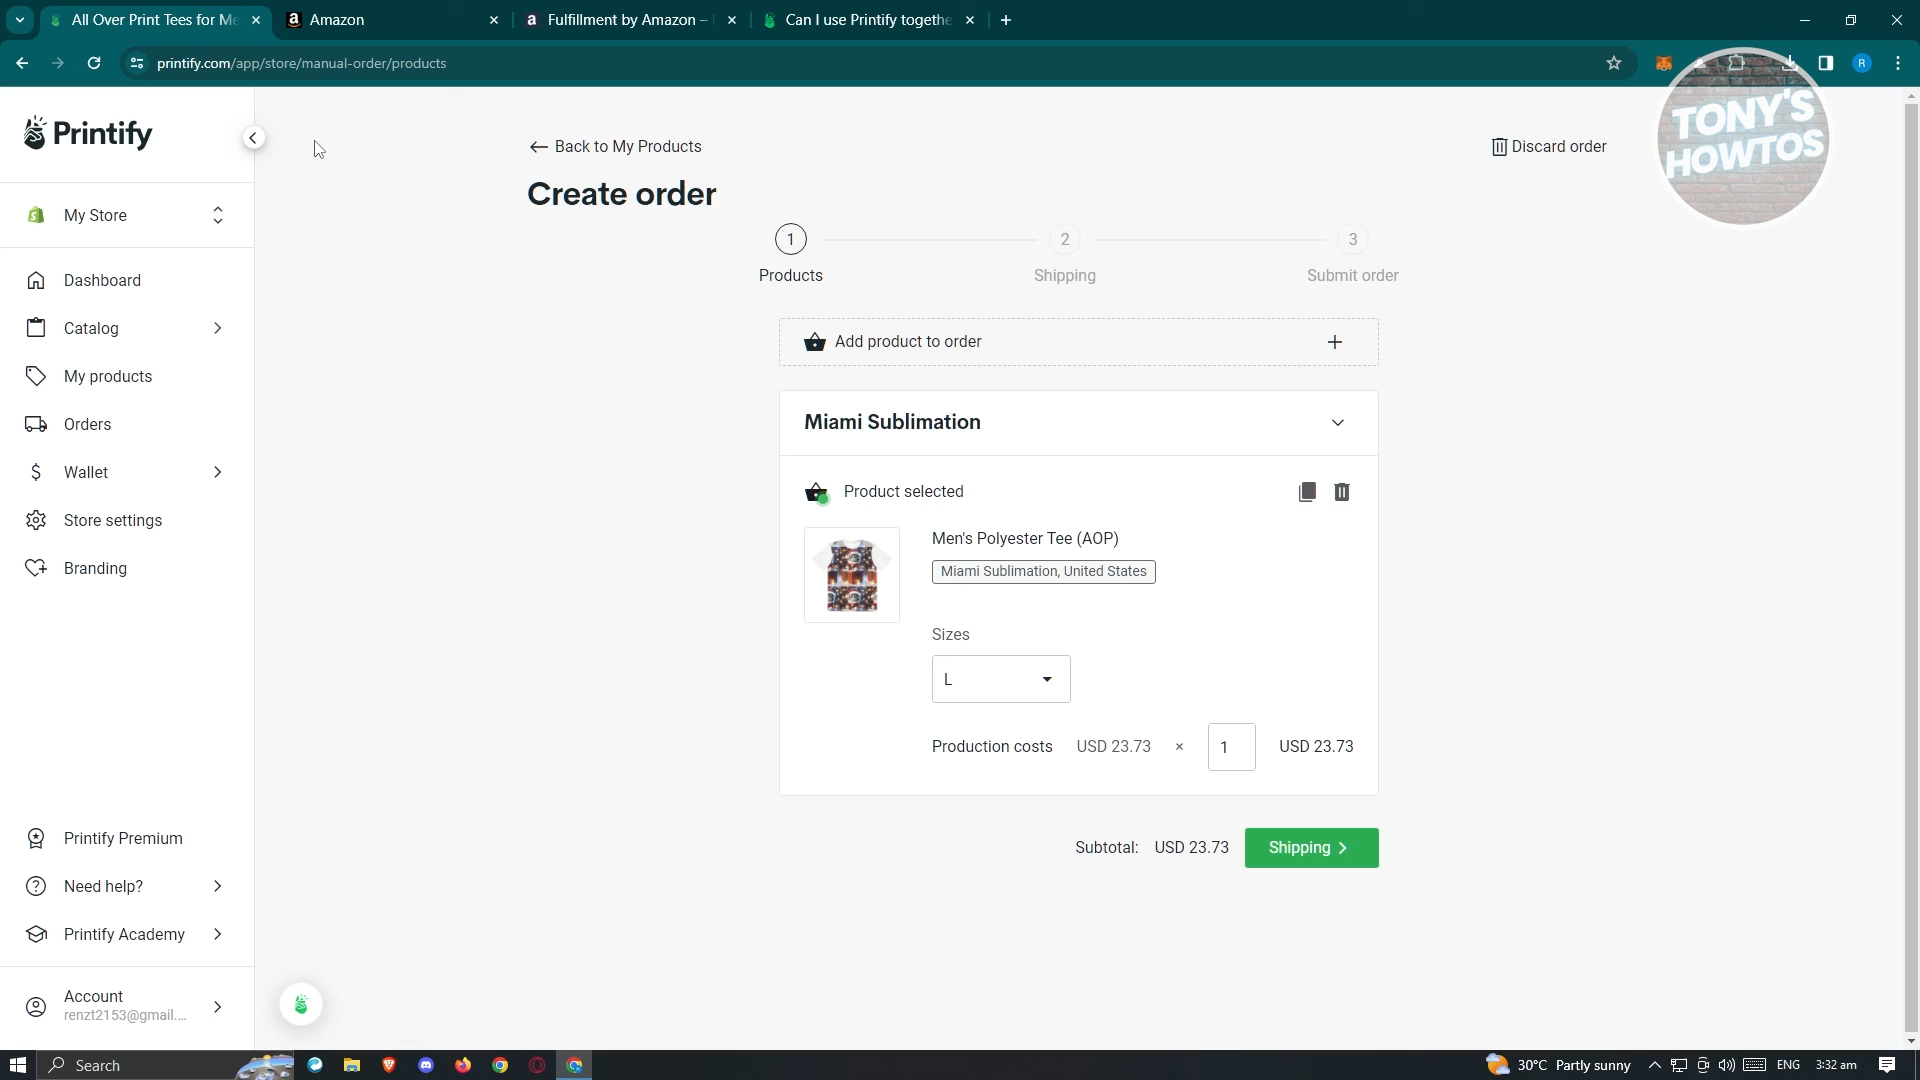 All Over Print Tees for Me
Amazon
Fulfillment by Amazon –
Can I use Printify togethe
printify.com/app/store/manual-order/products
R
TONY'S
HOWTOS
Printify
My Store
Dashboard
Catalog
My products
Orders
Wallet
Store settings
Branding
Printify Premium
Need help?
Printify Academy
Account
renzt2153@gmail....
Back to My Products
Discard order
Create order
1
2
3
Products
Shipping
Submit order
Add product to order
Miami Sublimation
Product selected
Men's Polyester Tee (AOP)
Miami Sublimation, United States
Sizes
L
Production costs USD 23.73 × 1 USD 23.73
Subtotal: USD 23.73 Shipping
Search
30°C Partly sunny
ENG
3:32 am